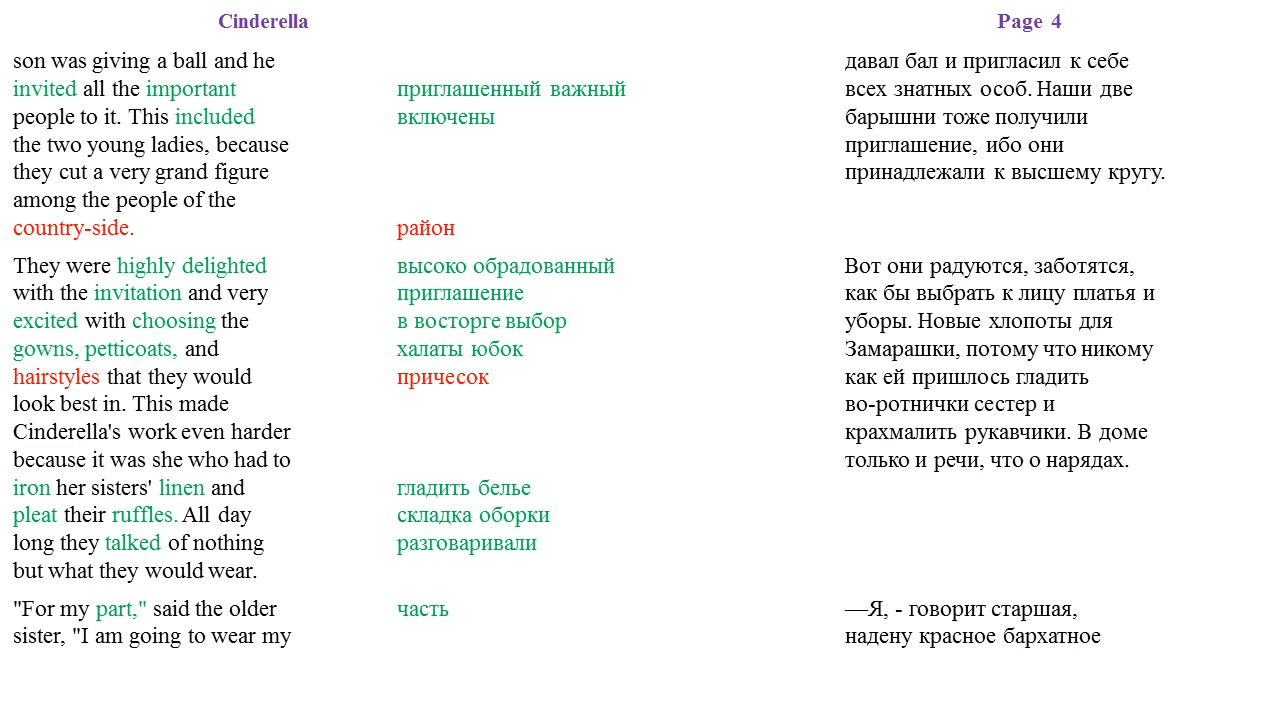 Cinderella
Page 4
son was giving a ball and he
invited all the important
people to it. This included
the two young ladies, because
they cut a very grand figure
among the people of the
country-side.
приглашенный важный
включены
район
давал бал и пригласил к себе
всех знатных особ. Наши две
барышни тоже получили
приглашение, ибо они
принадлежали к высшему кругу.
They were highly delighted
with the invitation and very
excited with choosing the
gowns, petticoats, and
hairstyles that they would
look best in. This made
Cinderella's work even harder
because it was she who had to
iron her sisters' linen and
pleat their ruffles. All day
long they talked of nothing
but what they would wear.
высоко обрадованный
приглашение
в восторге выбор
халаты юбок
причесок
гладить белье
складка оборки
разговаривали
Вот они радуются, заботятся,
как бы выбрать к лицу платья и
уборы. Новые хлопоты для
Замарашки, потому что никому
как ей пришлось гладить
во-ротнички сестер и
крахмалить рукавчики. В доме
только и речи, что о нарядах.
"For my part," said the older
sister, "I am going to wear my
часть
—Я, - говорит старшая,
надену красное бархатное